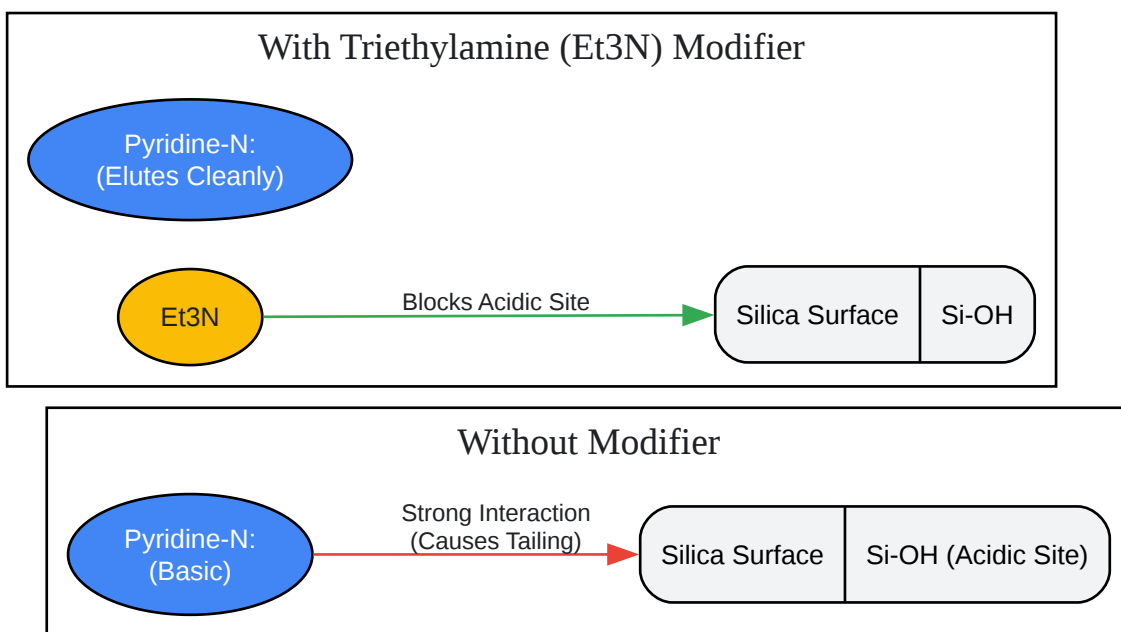 With Triethylamine (Et3N) Modifier
Pyridine-N:
(Elutes Cleanly)
Et3N
Blocks Acidic Site
Silica Surface
Si-OH
Without Modifier
Pyridine-N:
(Basic)
Strong Interaction
(Causes Tailing)
Silica Surface
Si-OH (Acidic Site)